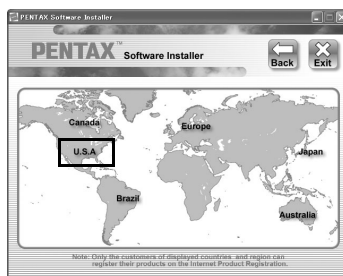 PENTAX Software Installer
PENTAX™ Software Installer
Back Exit
Canada
Europe
U.S.A
Japan
Brazil
Australia
Note: Only the customers of displayed countries and region can
register their products on the Internet Product Registration.